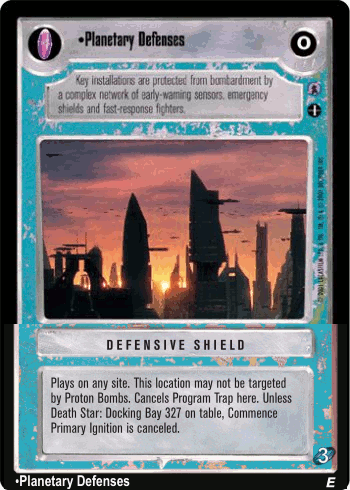 •Planetary Defenses
Key installations are protected from bombardment by
a complex network of early-warning sensors, emergency
shields and fast-response fighters.
DEFENSIVE SHIELD
Plays on any site. This location may not be targeted
by Proton Bombs. Cancels Program Trap here. Unless
Death Star: Docking Bay 327 on table, Commence
Primary Ignition is canceled.
3
•Planetary Defenses
E